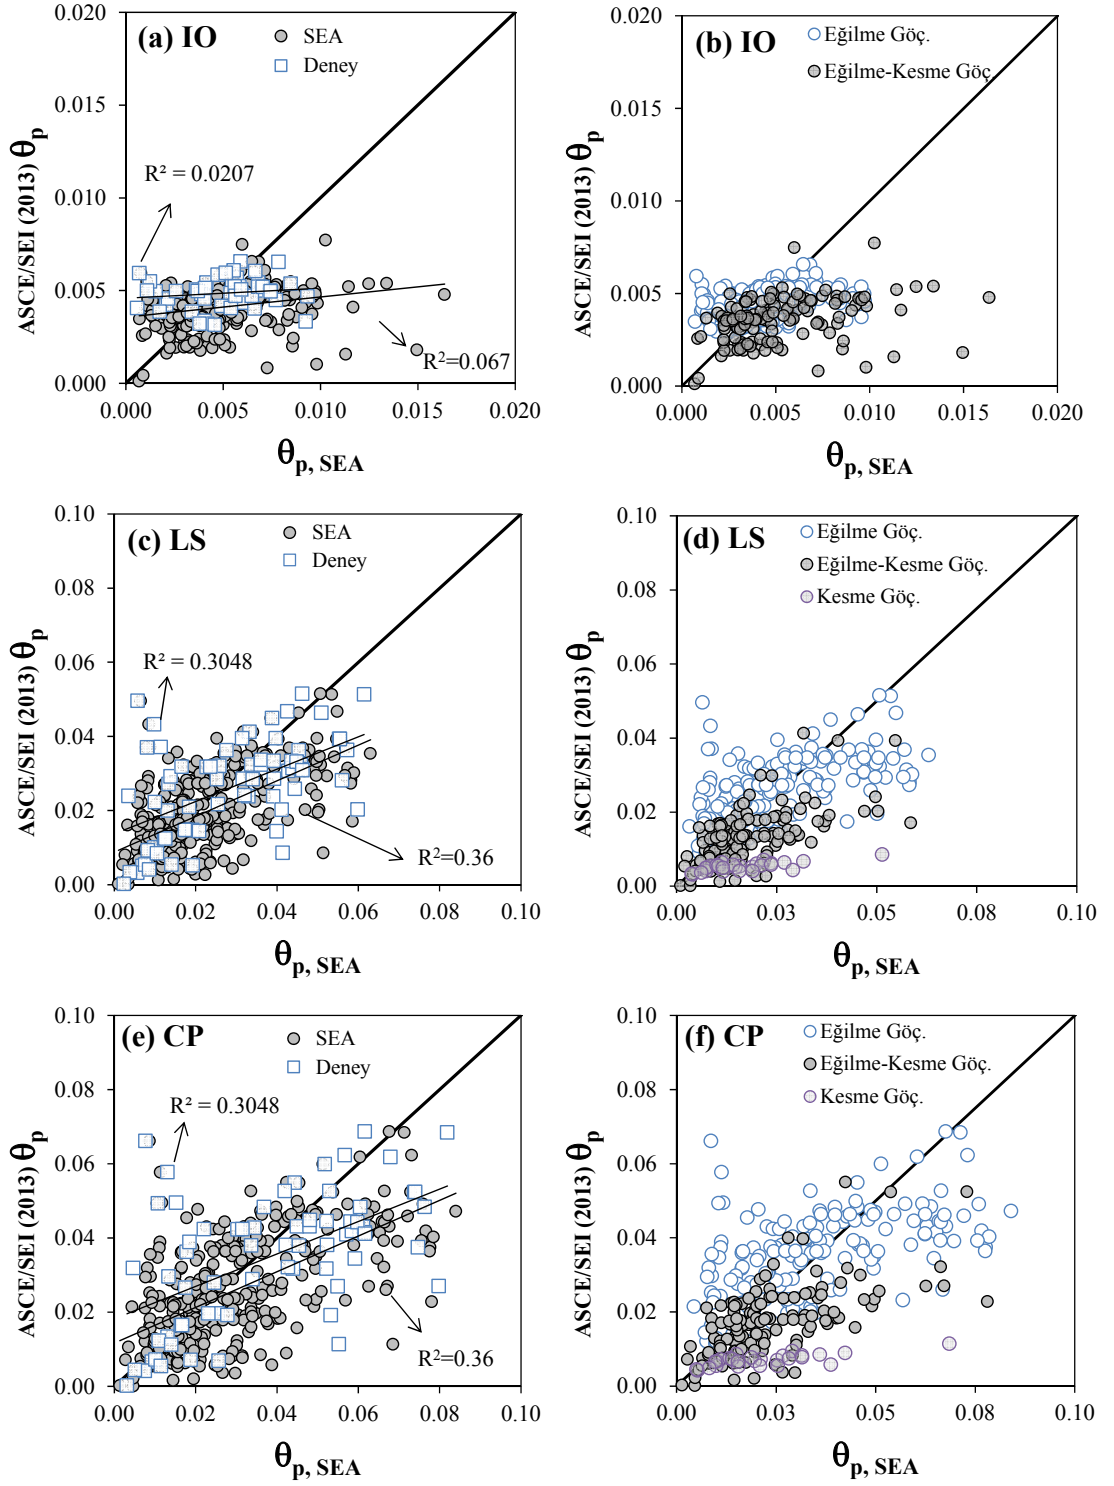 (a) IO
SEA
Deney
R² = 0.0207
R²=0.067
ASCE/SEI (2013) θp
0.020
0.015
0.010
0.005
0.000
0.000 0.005 0.010 0.015 0.020
θp, SEA
(b) IO
Eğilme Göç.
Eğilme-Kesme Göç.
ASCE/SEI (2013) θp
0.020
0.015
0.010
0.005
0.000
0.000 0.005 0.010 0.015 0.020
θp, SEA
(c) LS
SEA
Deney
R² = 0.3048
R²=0.36
ASCE/SEI (2013) θp
0.10
0.08
0.06
0.04
0.02
0.00
0.00 0.02 0.04 0.06 0.08 0.10
θp, SEA
(d) LS
Eğilme Göç.
Eğilme-Kesme Göç.
Kesme Göç.
ASCE/SEI (2013) θp
0.10
0.08
0.06
0.04
0.02
0.00
0.00 0.03 0.05 0.08 0.10
θp, SEA
(e) CP
SEA
Deney
R² = 0.3048
R²=0.36
ASCE/SEI (2013) θp
0.10
0.08
0.06
0.04
0.02
0.00
0.00 0.02 0.04 0.06 0.08 0.10
θp, SEA
(f) CP
Eğilme Göç.
Eğilme-Kesme Göç.
Kesme Göç.
ASCE/SEI (2013) θp
0.10
0.08
0.06
0.04
0.02
0.00
0.00 0.03 0.05 0.08 0.10
θp, SEA